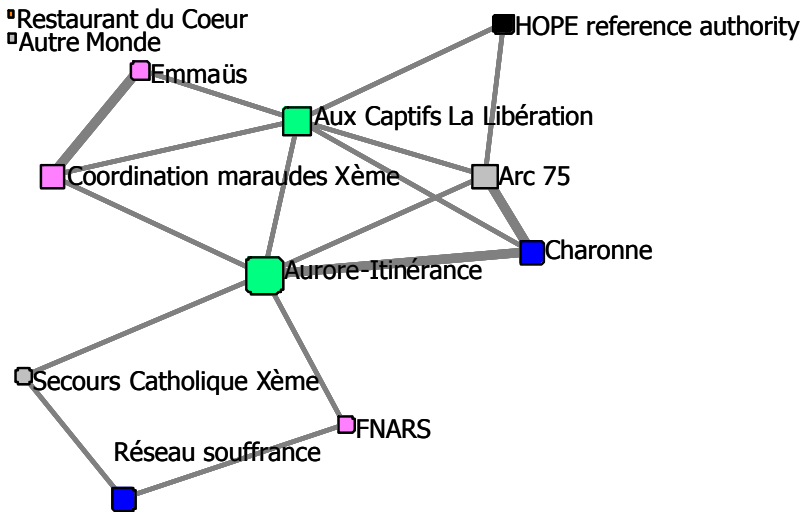 Restaurant du Coeur
Autre Monde
HOPE reference authority
Emmaüs
Aux Captifs La Libération
Coordination maraudes Xème
Arc 75
Charonne
Aurore-Itinérance
Secours Catholique Xème
FNARS
Réseau souffrance